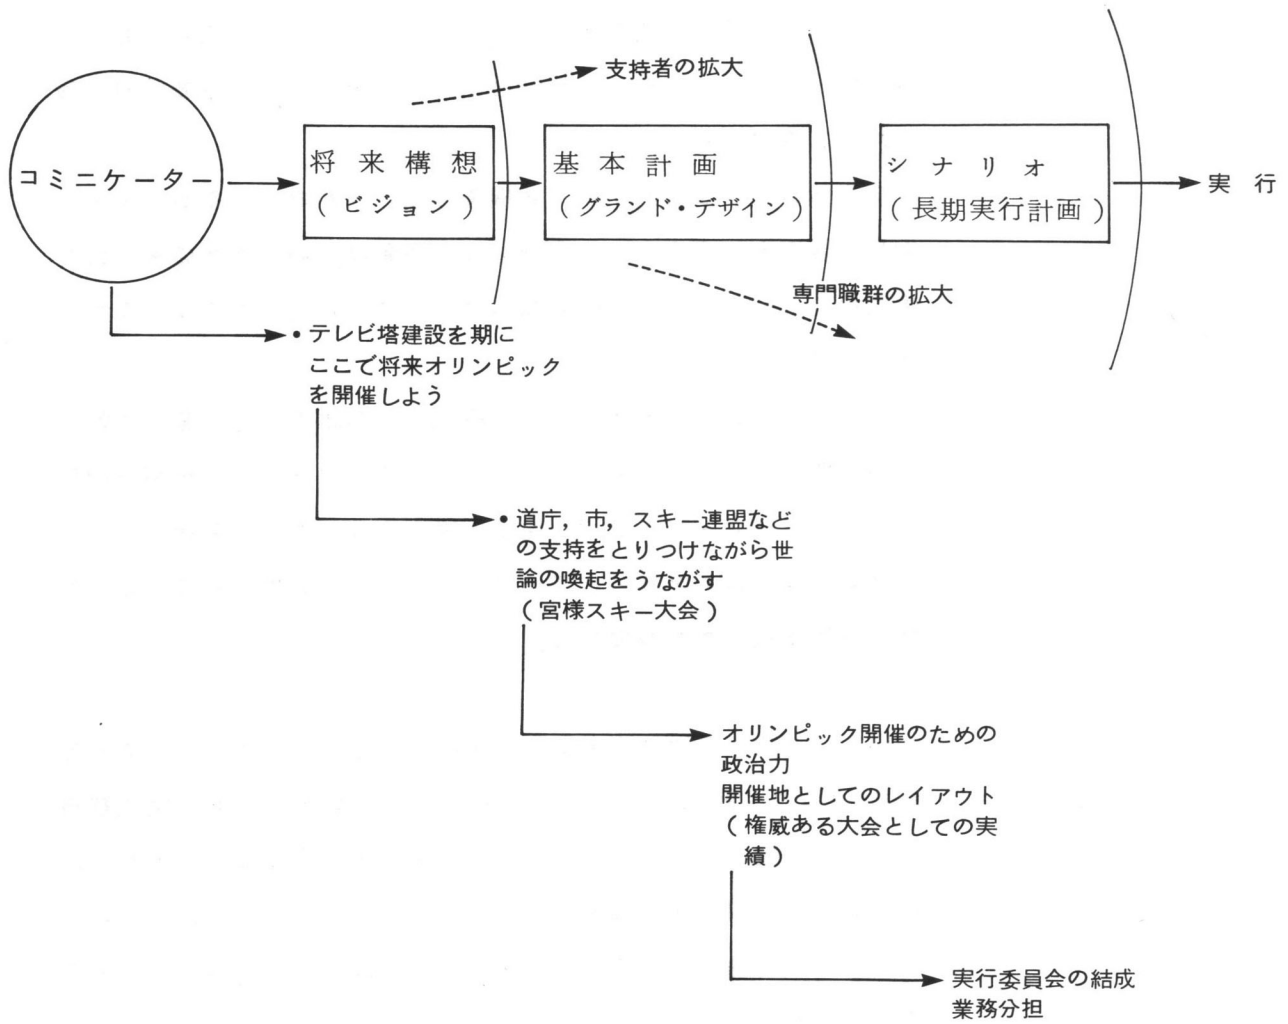 支持者の拡大
コミニケーター
将来構想
(ビジョン)
基本計画
(グランド・デザイン)
シナリオ
(長期実行計画)
実行
専門職群の拡大
・テレビ塔建設を期に
ここで将来オリンピック
を開催しよう
・道庁,市,スキー連盟など
の支持をとりつけながら世
論の喚起をうながす
(宮様スキー大会)
オリンピック開催のための
政治力
開催地としてのレイアウト
(権威ある大会としての実
績)
実行委員会の結成
業務分担